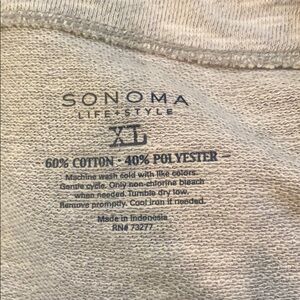 SONOMA
LIFE+STYLE
XL
60% COTTON · 40% POLYESTER
Machine wash cold with like colors.
Gentle cycle. Only non-chlorine bleach
when needed. Tumble dry low.
Remove promptly. Cool iron if needed.
Made in Indonesia
RN# 73277